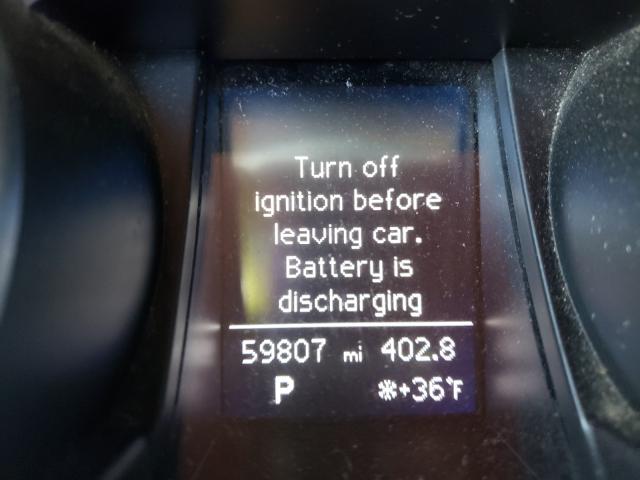 Turn off
ignition before
leaving car.
Battery is
discharging
59807 mi 402.8
P ❄+36°F